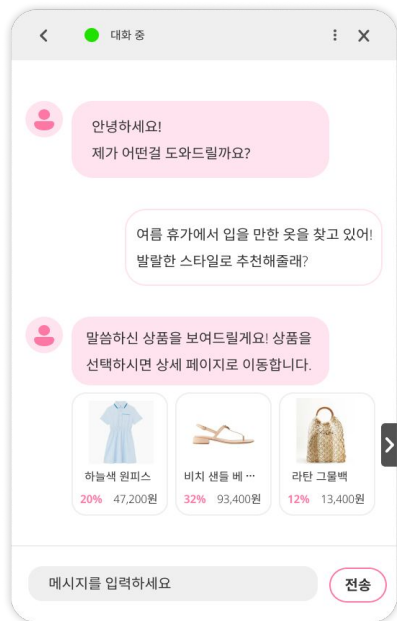 대화 중
안녕하세요!
제가 어떤걸 도와드릴까요?
여름 휴가에서 입을 만한 옷을 찾고 있어!
발랄한 스타일로 추천해줄래?
말씀하신 상품을 보여드릴게요! 상품을
선택하시면 상세 페이지로 이동합니다.
하늘색 원피스
20% 47,200원
비치 샌들 베 …
32% 93,400원
라탄 그물백
12% 13,400원
메시지를 입력하세요
전송